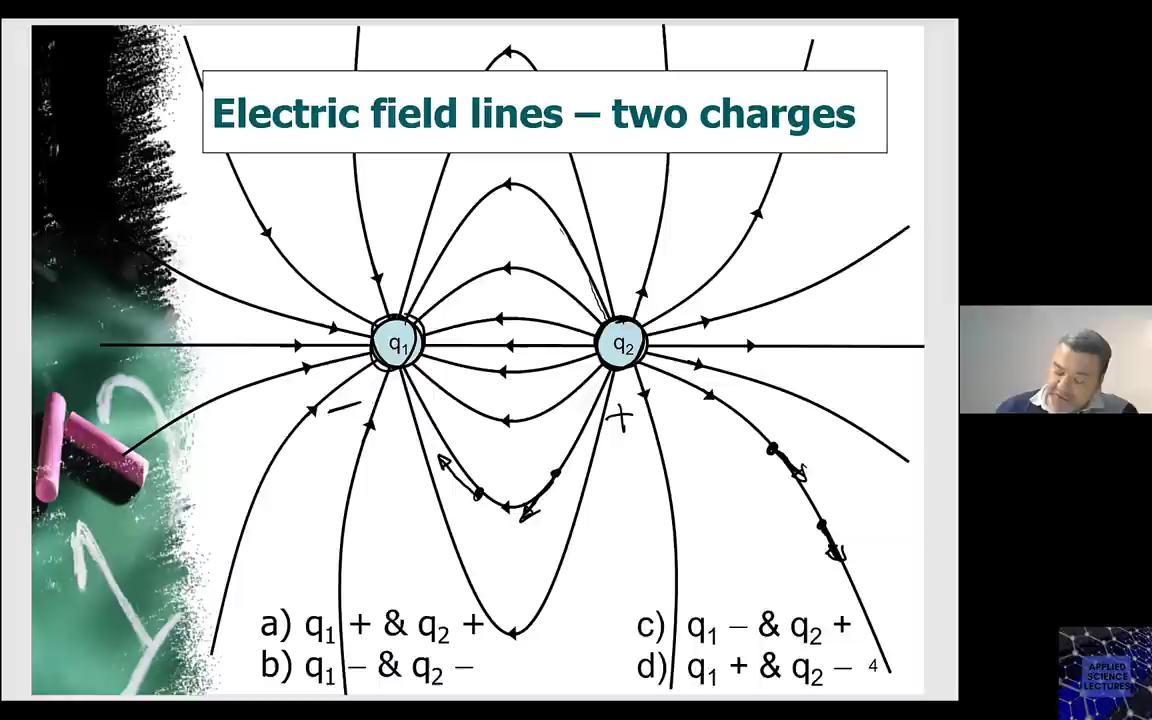 Electric field lines – two charges
q₁ q₂
– +
a) q₁ + & q₂ + c) q₁ – & q₂ +
b) q₁ – & q₂ – d) q₁ + & q₂ – 4
APPLIED
SCIENCE
LECTURES